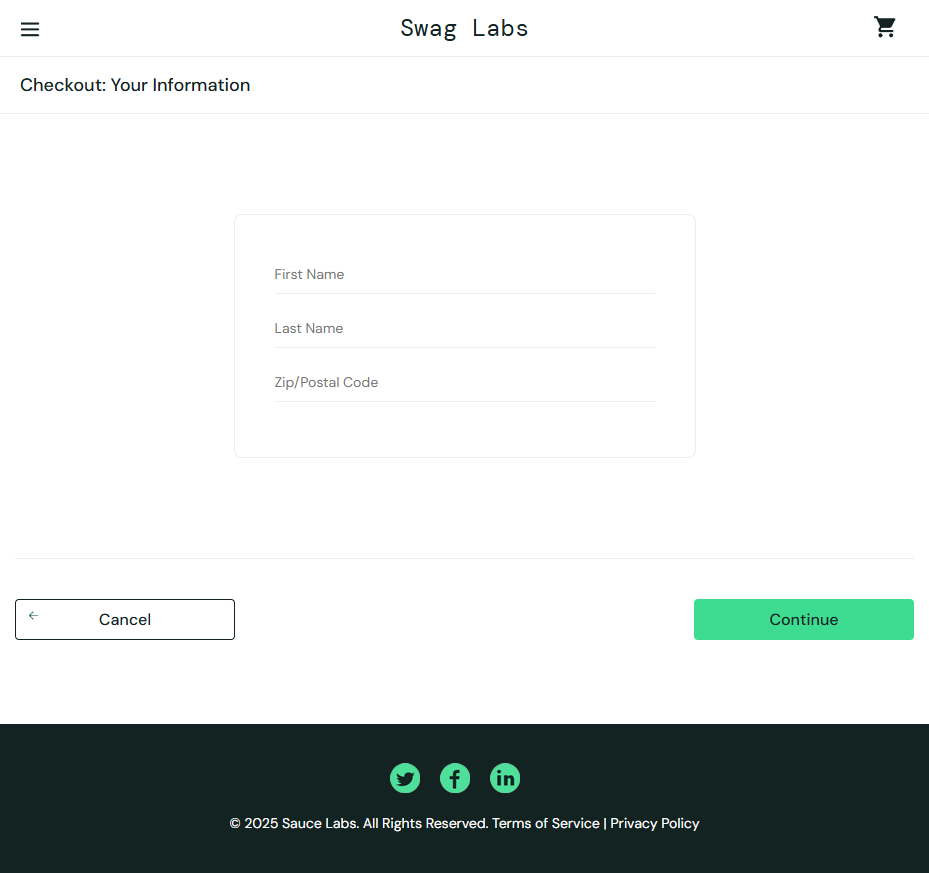 Swag Labs
Checkout: Your Information
First Name
Last Name
Zip/Postal Code
Cancel
Continue
© 2025 Sauce Labs. All Rights Reserved. Terms of Service | Privacy Policy